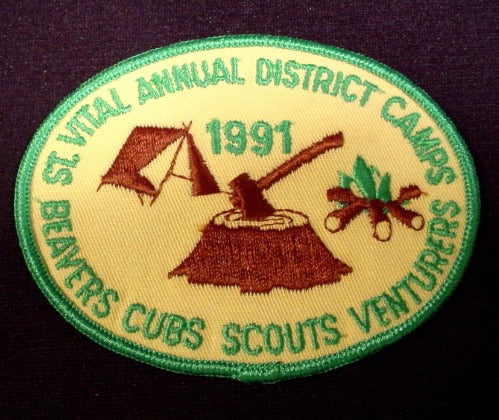 ST. VITAL ANNUAL DISTRICT CAMPS
1991
BEAVERS CUBS SCOUTS VENTURERS